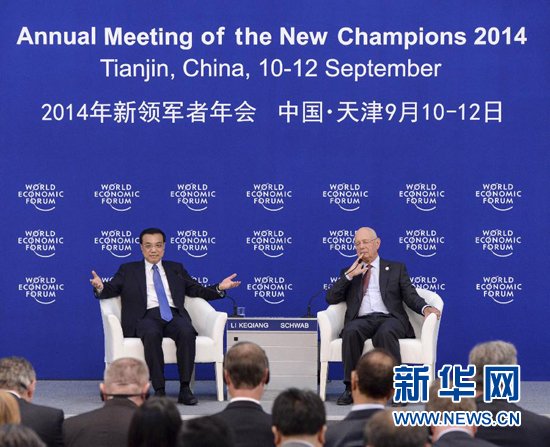 Annual Meeting of the New Champions 2014
Tianjin, China, 10-12 September
2014年新领军者年会 中国·天津9月10-12日
WORLD ECONOMIC FORUM WORLD ECONOMIC FORUM WORLD ECONOMIC FORUM WORLD ECONOMIC FORUM WORLD ECONOMIC FORUM WORLD ECONOMIC FORUM WORLD ECONOMIC FORUM
WORLD ECONOMIC FORUM WORLD ECONOMIC FORUM WORLD ECONOMIC FORUM WORLD ECONOMIC FORUM WORLD ECONOMIC FORUM WORLD ECONOMIC FORUM
WORLD ECONOMIC FORUM WORLD ECONOMIC FORUM WORLD ECONOMIC FORUM WORLD ECONOMIC FORUM
LI KEQIANG SCHWAB
新华网
WWW.NEWS.CN